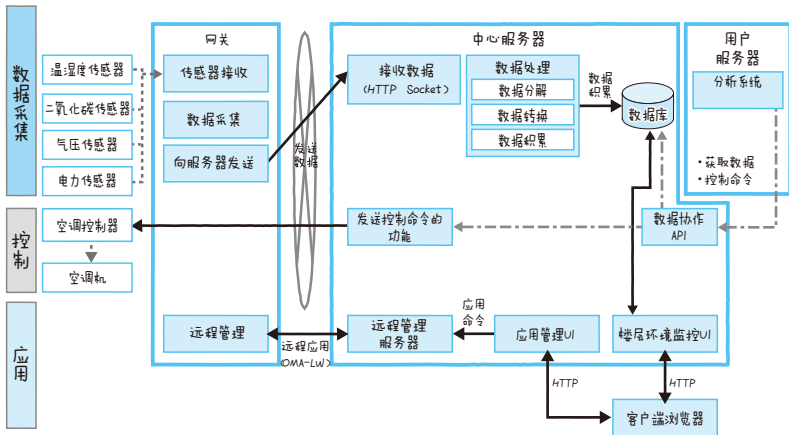 数据采集
温湿度传感器
二氧化碳传感器
气压传感器
电力传感器
网关
传感器接收
数据采集
向服务器发送
发送
数据
中心服务器
接收数据
(HTTP Socket)
数据处理
数据分解
数据转换
数据积累
数据
积累
数据库
用户
服务器
分析系统
・获取数据
・控制命令
控制
空调控制器
空调机
发送控制命令的
功能
数据协作
API
应用
远程管理
远程应用
(OMA-LW)
远程管理
服务器
应用
命令
应用管理UI
楼层环境监控UI
HTTP
HTTP
客户端浏览器